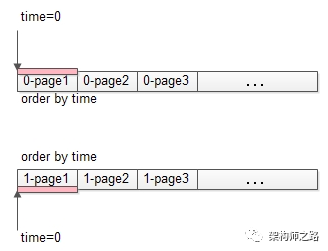 time=0
0-page1 0-page2 0-page3 ...
order by time
order by time
1-page1 1-page2 1-page3 ...
time=0
架构师之路